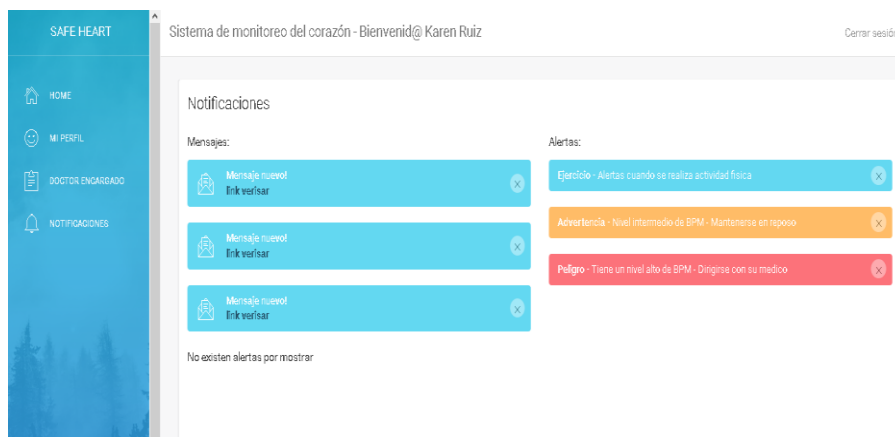 SAFE HEART
Sistema de monitoreo del corazón - Bienvenid@ Karen Ruiz
Cerrar sesión
HOME
MI PERFIL
DOCTOR ENCARGADO
NOTIFICACIONES
Notificaciones
Mensajes:
Mensaje nuevo!
link verisar
X
Mensaje nuevo!
link verisar
X
Mensaje nuevo!
link verisar
X
No existen alertas por mostrar
Alertas:
Ejercicio - Alertas cuando se realiza actividad fisica
X
Advertencia - Nivel intermedio de BPM - Mantenerse en reposo
X
Peligro - Tiene un nivel alto de BPM - Dirigirse con su medico
X